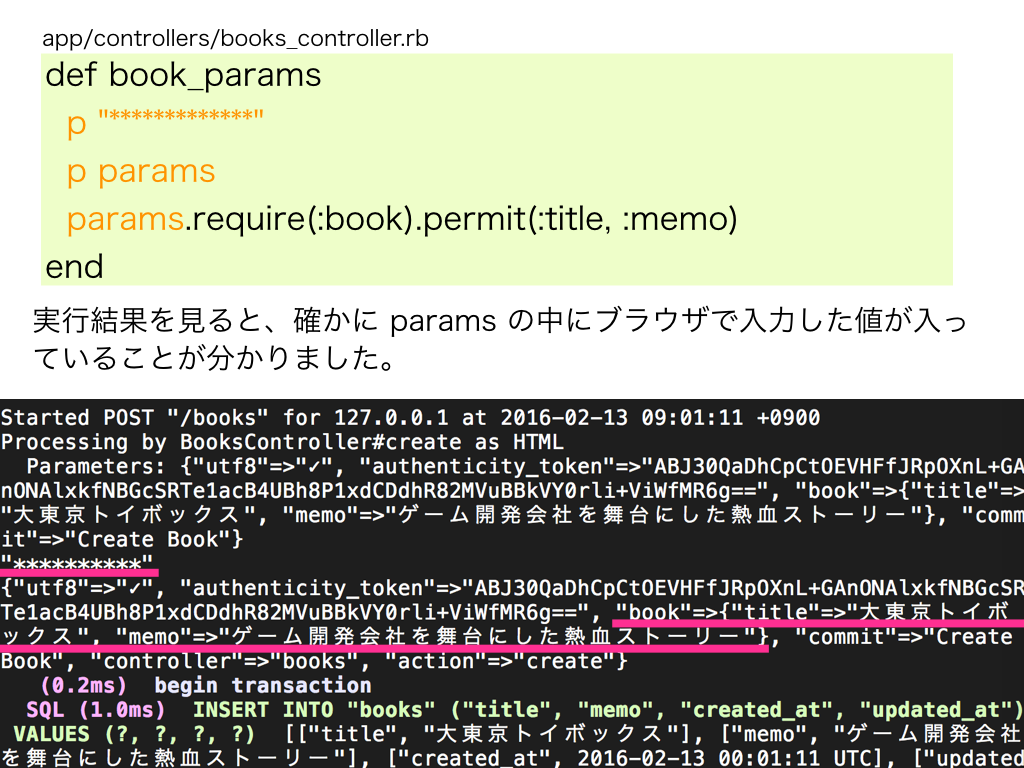 app/controllers/books_controller.rb
def book_params
p "*************"
p params
params.require(:book).permit(:title, :memo)
end
実行結果を見ると、確かに params の中にブラウザで入力した値が入っ
ていることが分かりました。
Started POST "/books" for 127.0.0.1 at 2016-02-13 09:01:11 +0900
Processing by BooksController#create as HTML
Parameters: {"utf8"=>"✓", "authenticity_token"=>"ABJ30QaDhCpCtOEVHFfJRpOXnL+GA
nONAlxkfNBGcSRTe1acB4UBh8P1xdCDdhR82MVuBBkVY0rli+ViWfMR6g==", "book"=>{"title"=>
"大東京トイボックス", "memo"=>"ゲーム開発会社を舞台にした熱血ストーリー"}, "comm
it"=>"Create Book"}
"**********"
{"utf8"=>"✓", "authenticity_token"=>"ABJ30QaDhCpCtOEVHFfJRpOXnL+GAnONAlxkfNBGcSR
Te1acB4UBh8P1xdCDdhR82MVuBBkVY0rli+ViWfMR6g==", "book"=>{"title"=>"大東京トイボ
ックス", "memo"=>"ゲーム開発会社を舞台にした熱血ストーリー"}, "commit"=>"Create
Book", "controller"=>"books", "action"=>"create"}
(0.2ms) begin transaction
SQL (1.0ms) INSERT INTO "books" ("title", "memo", "created_at", "updated_at")
VALUES (?, ?, ?, ?) [["title", "大東京トイボックス"], ["memo", "ゲーム開発会社
を舞台にした熱血ストーリー"], ["created_at", 2016-02-13 00:01:11 UTC], ["updated